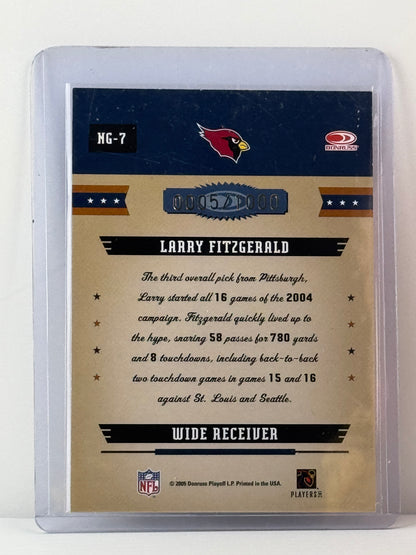 NG-7
DONRUSS
0052/1000
LARRY FITZGERALD
The third overall pick from Pittsburgh,
Larry started all 16 games of the 2004
campaign. Fitzgerald quickly lived up to
the hype, snaring 58 passes for 780 yards
and 8 touchdowns, including back-to-back
two touchdown games in games 15 and 16
against St. Louis and Seattle.
WIDE RECEIVER
NFL
© 2005 Donruss Playoff L.P. Printed in the USA.
PLAYERS